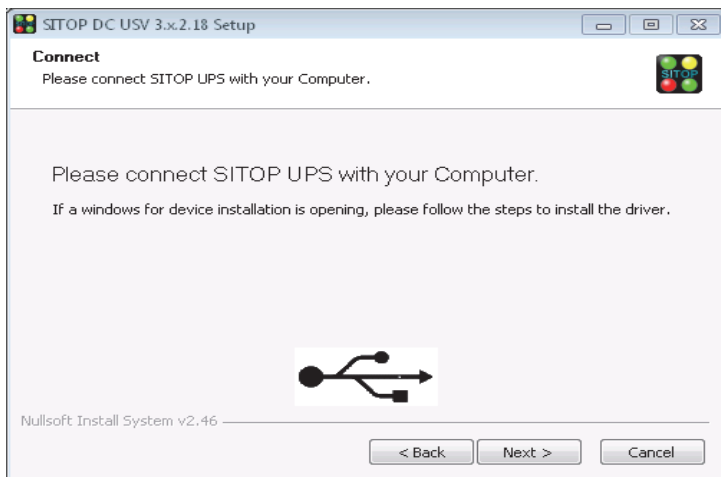 SITOP DC USV 3.x.2.18 Setup
Connect
Please connect SITOP UPS with your Computer.
SITOP
Please connect SITOP UPS with your Computer.
If a windows for device installation is opening, please follow the steps to install the driver.
Nullsoft Install System v2.46
< Back Next > Cancel